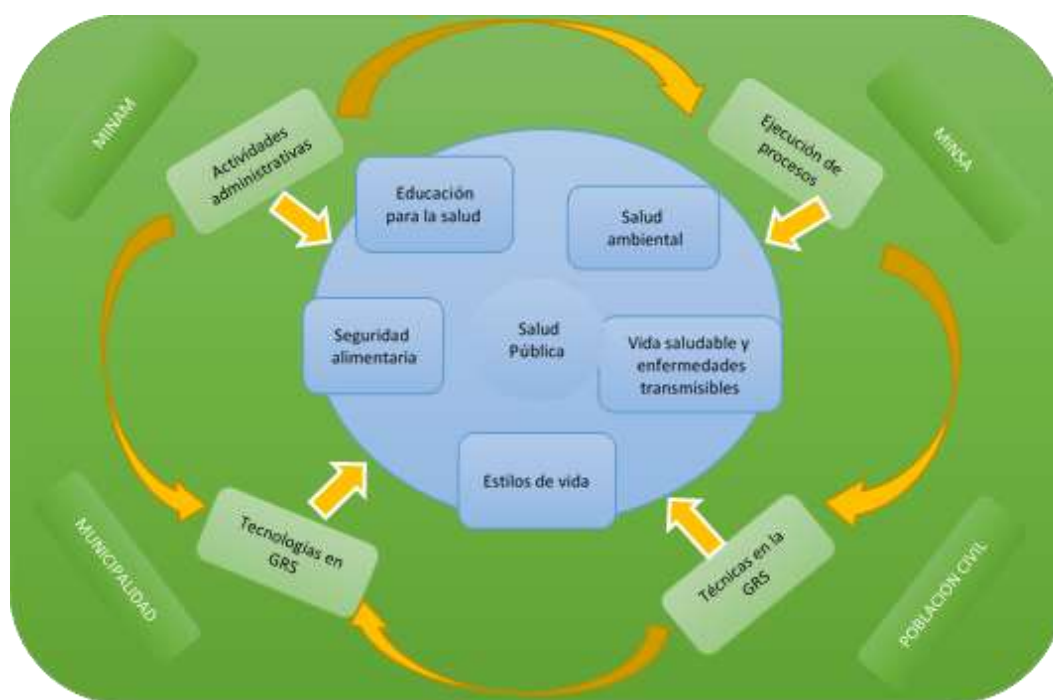 MINAM
Actividades
administrativas
Ejecución de
procesos
MINSA
Educación
para la salud
Salud
ambiental
Seguridad
alimentaria
Salud
Pública
Vida saludable y
enfermedades
transmisibles
Estilos de vida
MUNICIPALIDAD
Tecnologías en
GRS
Técnicas en la
GRS
POBLACION CIVIL